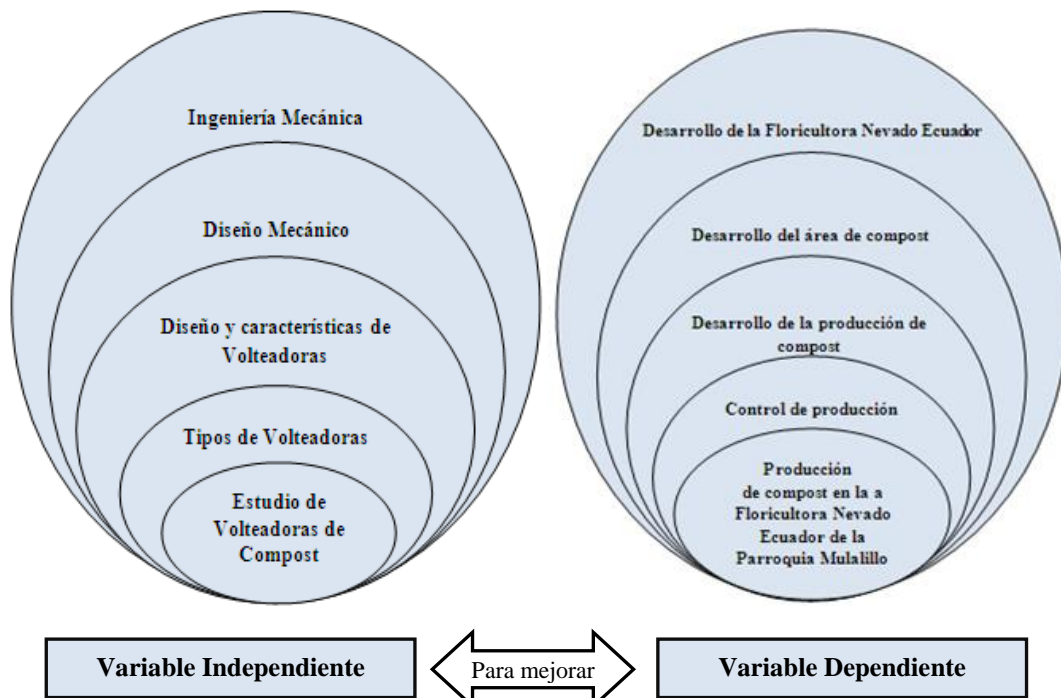 Ingeniería Mecánica
Diseño Mecánico
Diseño y características de
Volteadoras
Tipos de Volteadoras
Estudio de
Volteadoras de
Compost
Desarrollo de la Floricultora Nevado Ecuador
Desarrollo del área de compost
Desarrollo de la producción de
compost
Control de producción
Producción
de compost en la a
Floricultora Nevado
Ecuador de la
Parroquia Mulalillo
Variable Independiente
Para mejorar
Variable Dependiente